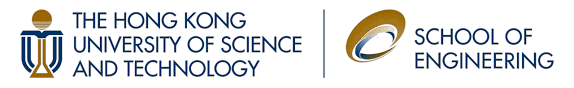 THE HONG KONG
UNIVERSITY OF SCIENCE
AND TECHNOLOGY
SCHOOL OF
ENGINEERING